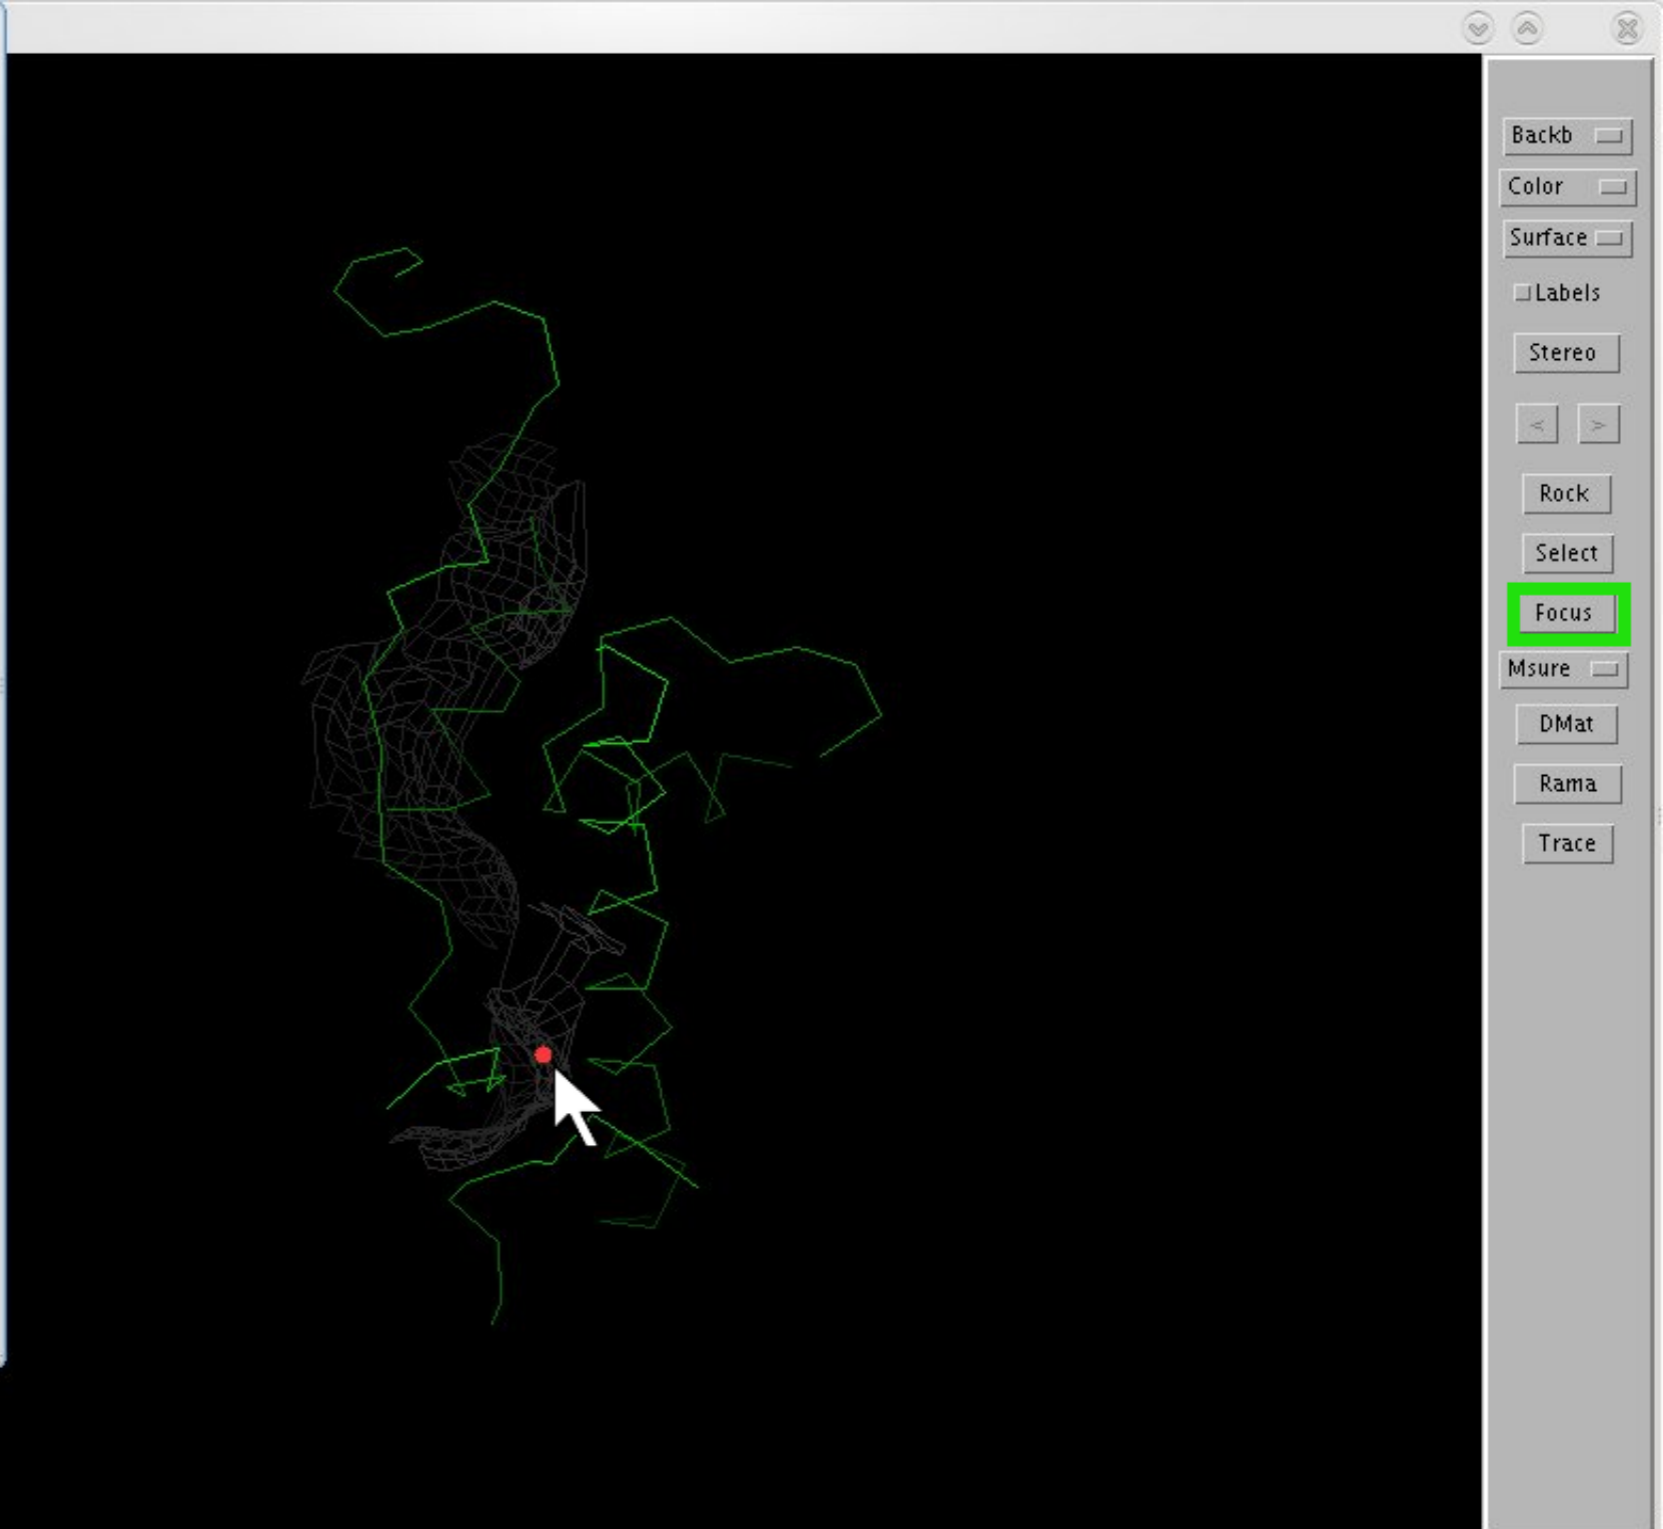 Backb
Color
Surface
Labels
Stereo
< >
Rock
Select
Focus
Msure
DMat
Rama
Trace